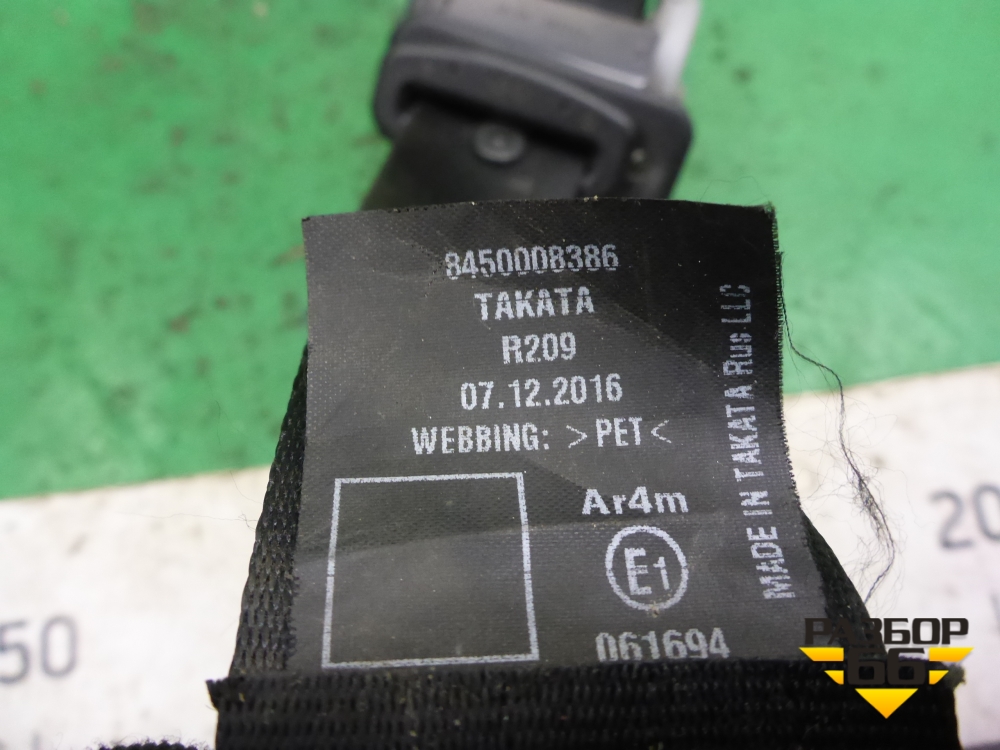 8450008386
TAKATA
R209
07.12.2016
WEBBING: >PET<
Ar4m
E1
061694
MADE IN TAKATA Rus LLC
50
20
РАЗБОР
66